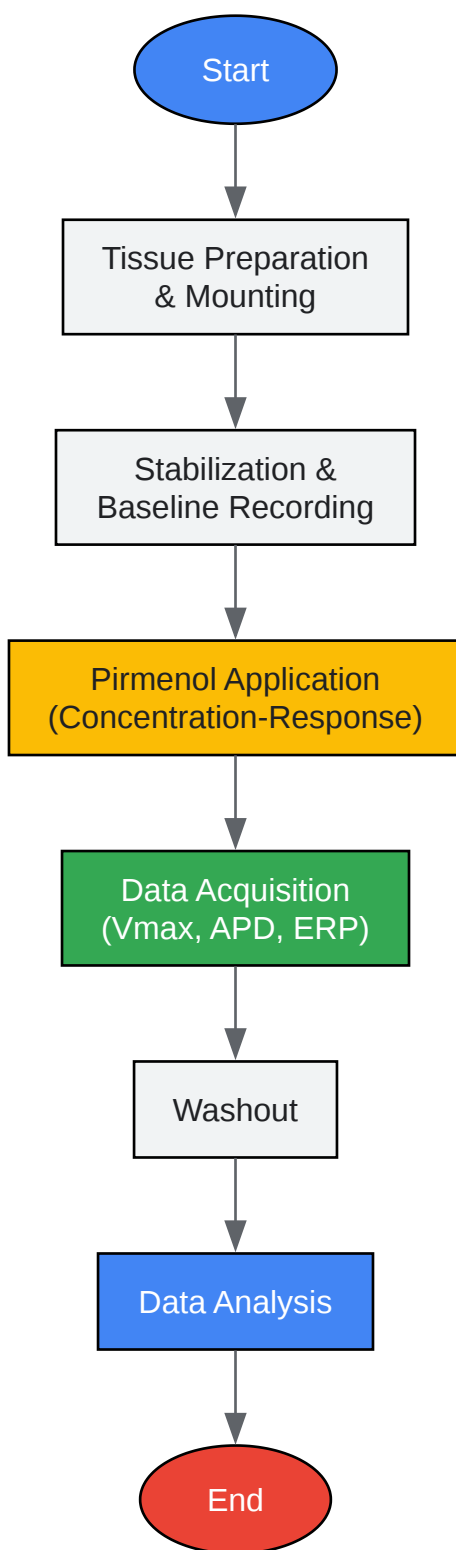 Start
Tissue Preparation
& Mounting
Stabilization &
Baseline Recording
Pirmenol Application
(Concentration-Response)
Data Acquisition
(Vmax, APD, ERP)
Washout
Data Analysis
End